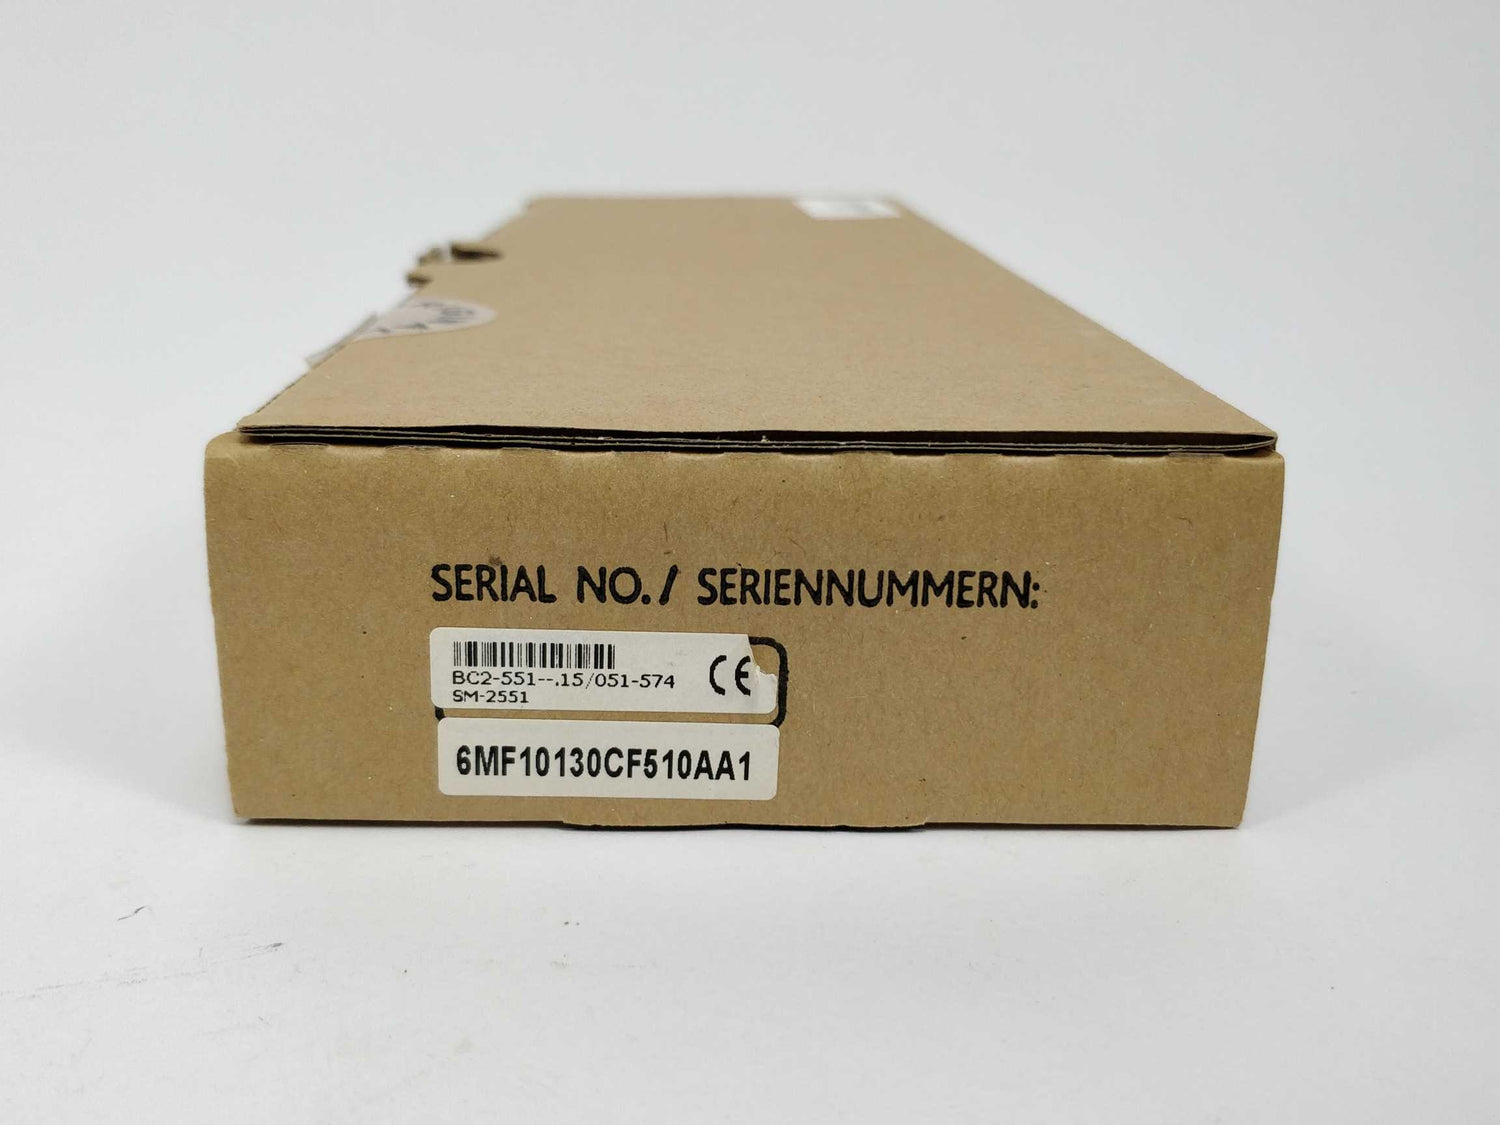 SERIAL NO./ SERIENNUMMERN:
BC2-551--.15/051-574
SM-2551
CE
6MF10130CF510AA1